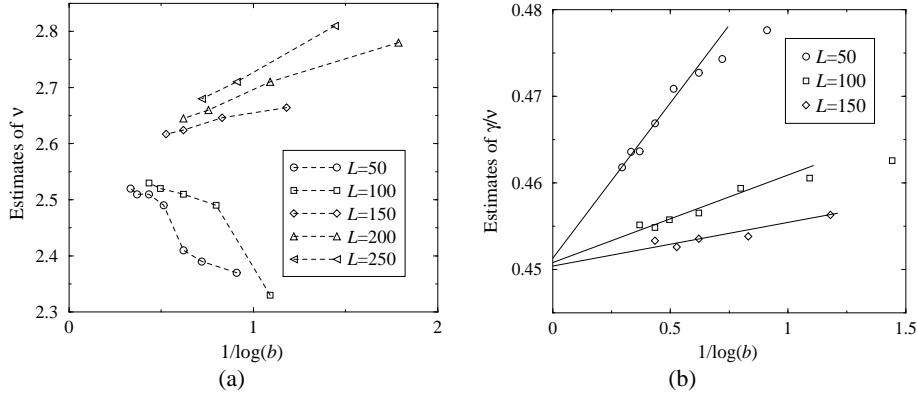 2.8
2.7
2.6
2.5
2.4
2.3
Estimates of ν
0
1
2
1/log(b)
L=50
L=100
L=150
L=200
L=250
(a)
0.48
0.47
0.46
0.45
Estimates of γ/ν
0.0
0.5
1
1.5
1/log(b)
L=50
L=100
L=150
(b)